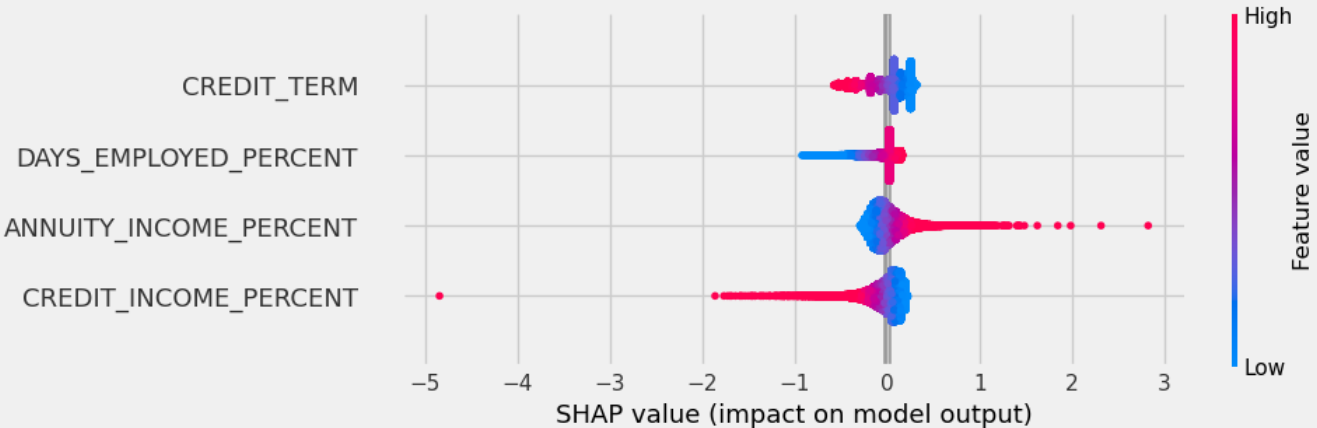 High
CREDIT_TERM
DAYS_EMPLOYED_PERCENT
ANNUITY_INCOME_PERCENT
CREDIT_INCOME_PERCENT
Feature value
Low
−5 −4 −3 −2 −1 0 1 2 3
SHAP value (impact on model output)